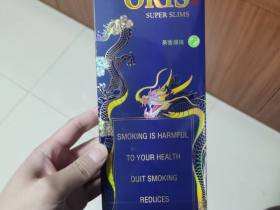 ORIS
SUPER SLIMS
SMOKING IS HARMFUL
TO YOUR HEALTH
QUIT SMOKING
REDUCES